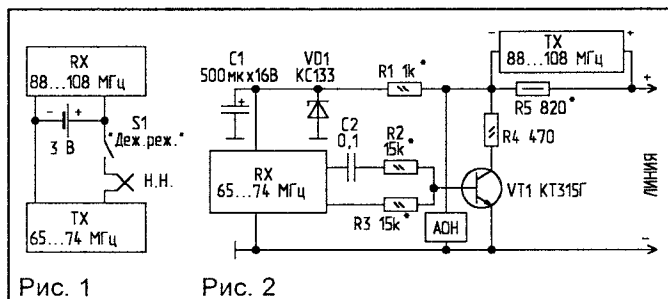 RX
88...108 МГц
- +
3 В
S1
"Деж.реж."
Н.Н.
TX
65...74 МГц
Рис. 1
C1
500мк x16В
VD1
КС133
R1 1k*
- TX +
88...108 МГц
R5 820*
+
C2
0,1
R2
15k*
R4 470
RX
65...74 МГц
R3 15k*
VT1 КТ315Г
АОН
ЛИНИЯ
-
Рис. 2